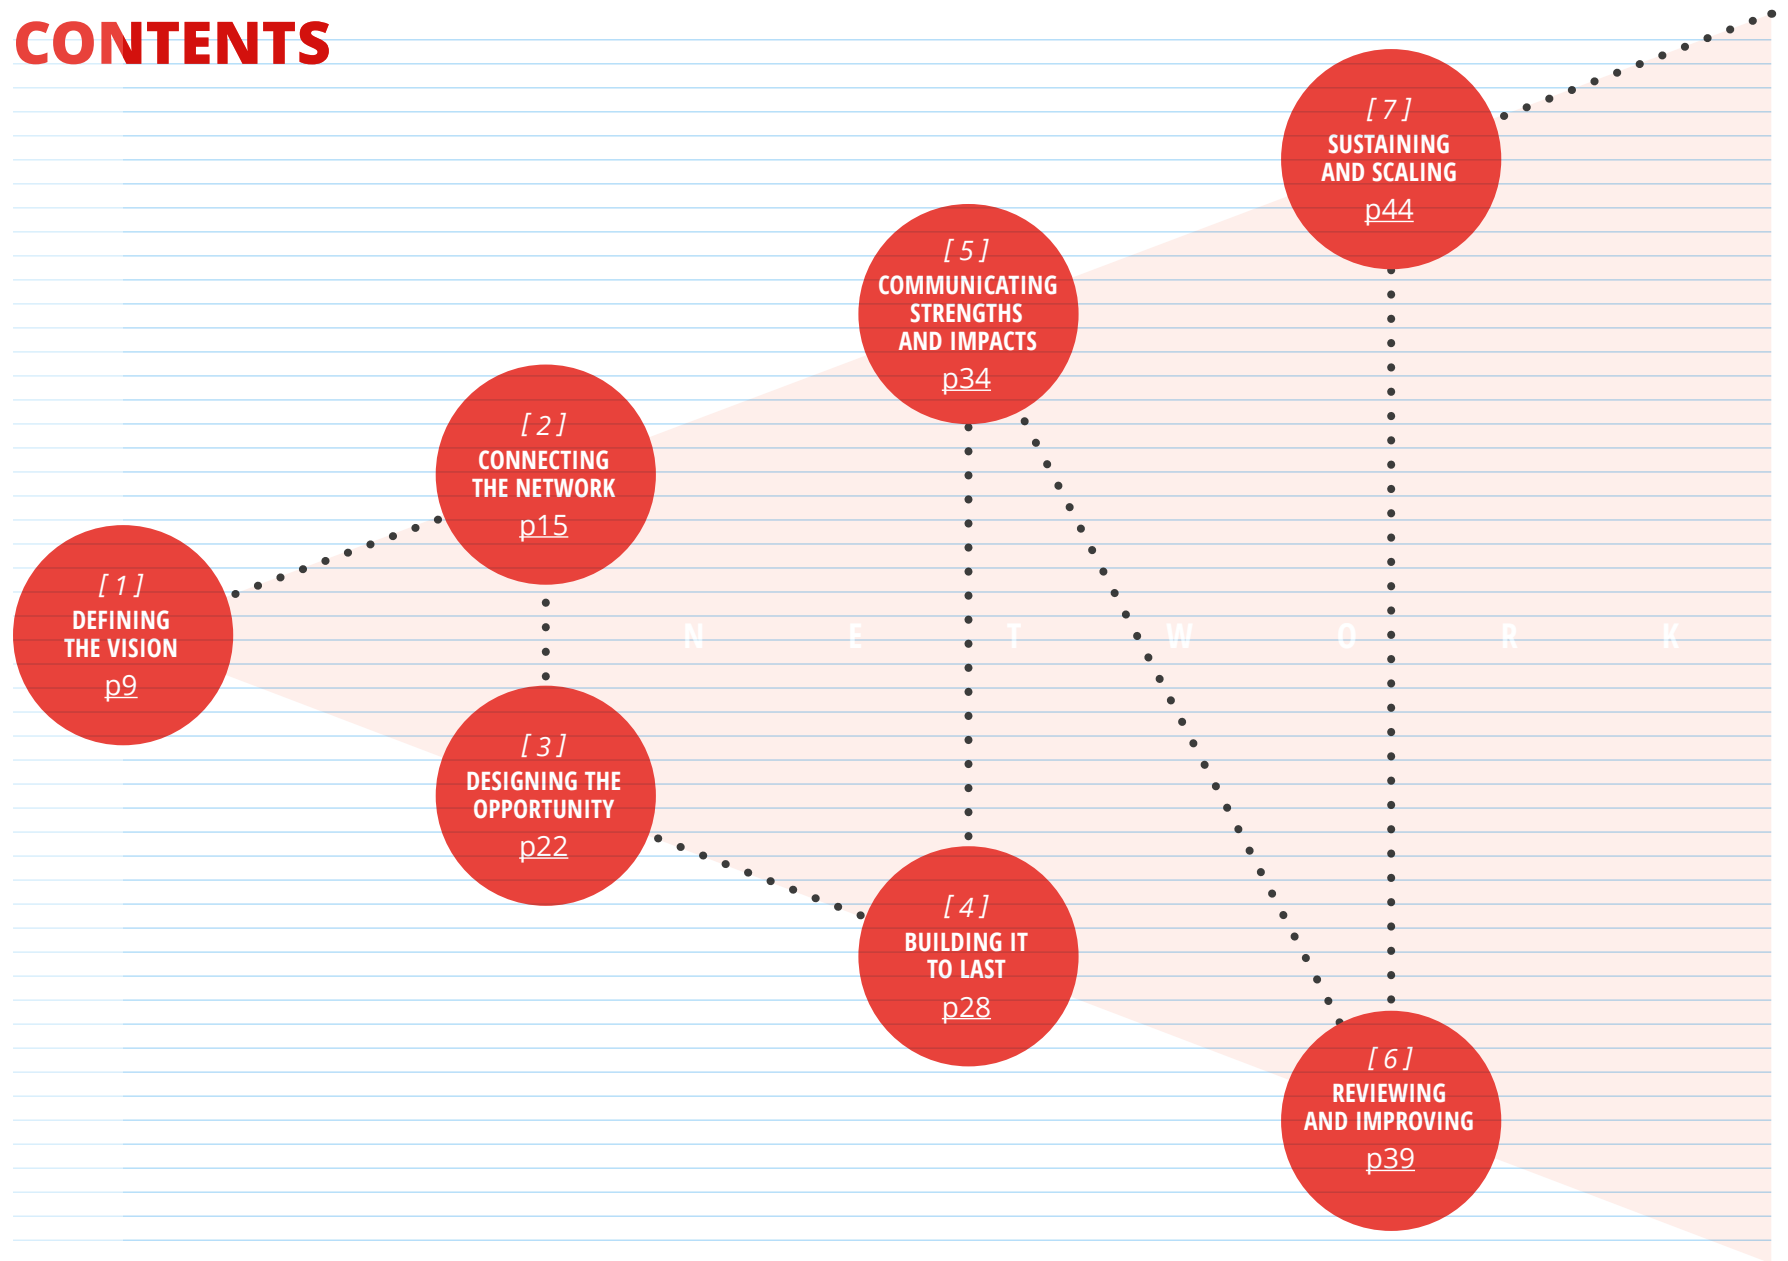 CONTENTS
[ 1 ]
DEFINING
THE VISION
p9
[ 2 ]
CONNECTING
THE NETWORK
p15
[ 3 ]
DESIGNING THE
OPPORTUNITY
p22
[ 4 ]
BUILDING IT
TO LAST
p28
[ 5 ]
COMMUNICATING
STRENGTHS
AND IMPACTS
p34
[ 6 ]
REVIEWING
AND IMPROVING
p39
[ 7 ]
SUSTAINING
AND SCALING
p44
N E T W O R K